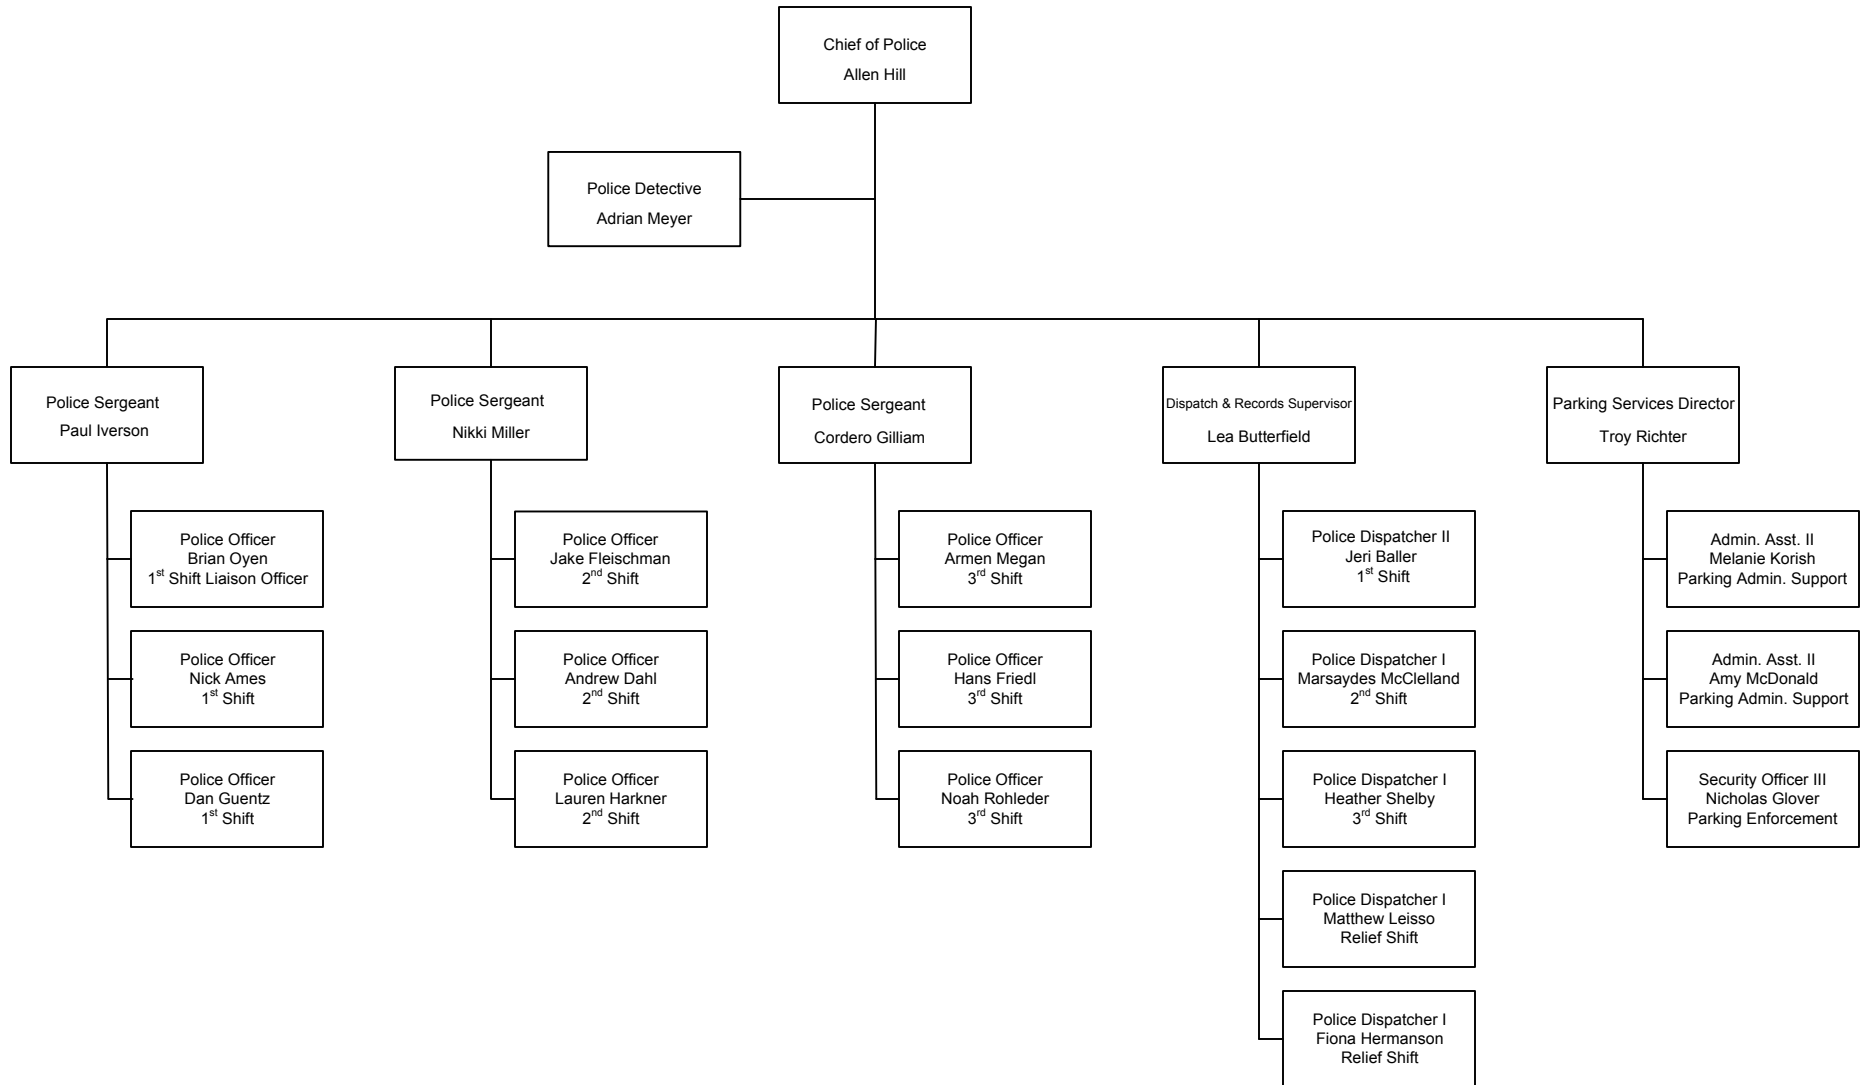 Chief of Police
Allen Hill
Police Detective
Adrian Meyer
Police Sergeant
Paul Iverson
Police Officer
Brian Oyen
1st Shift Liaison Officer
Police Officer
Nick Ames
1st Shift
Police Officer
Dan Guentz
1st Shift
Police Sergeant
Nikki Miller
Police Officer
Jake Fleischman
2nd Shift
Police Officer
Andrew Dahl
2nd Shift
Police Officer
Lauren Harkner
2nd Shift
Police Sergeant
Cordero Gilliam
Police Officer
Armen Megan
3rd Shift
Police Officer
Hans Friedl
3rd Shift
Police Officer
Noah Rohleder
3rd Shift
Dispatch & Records Supervisor
Lea Butterfield
Police Dispatcher II
Jeri Baller
1st Shift
Police Dispatcher I
Marsaydes McClelland
2nd Shift
Police Dispatcher I
Heather Shelby
3rd Shift
Police Dispatcher I
Matthew Leisso
Relief Shift
Police Dispatcher I
Fiona Hermanson
Relief Shift
Parking Services Director
Troy Richter
Admin. Asst. II
Melanie Korish
Parking Admin. Support
Admin. Asst. II
Amy McDonald
Parking Admin. Support
Security Officer III
Nicholas Glover
Parking Enforcement